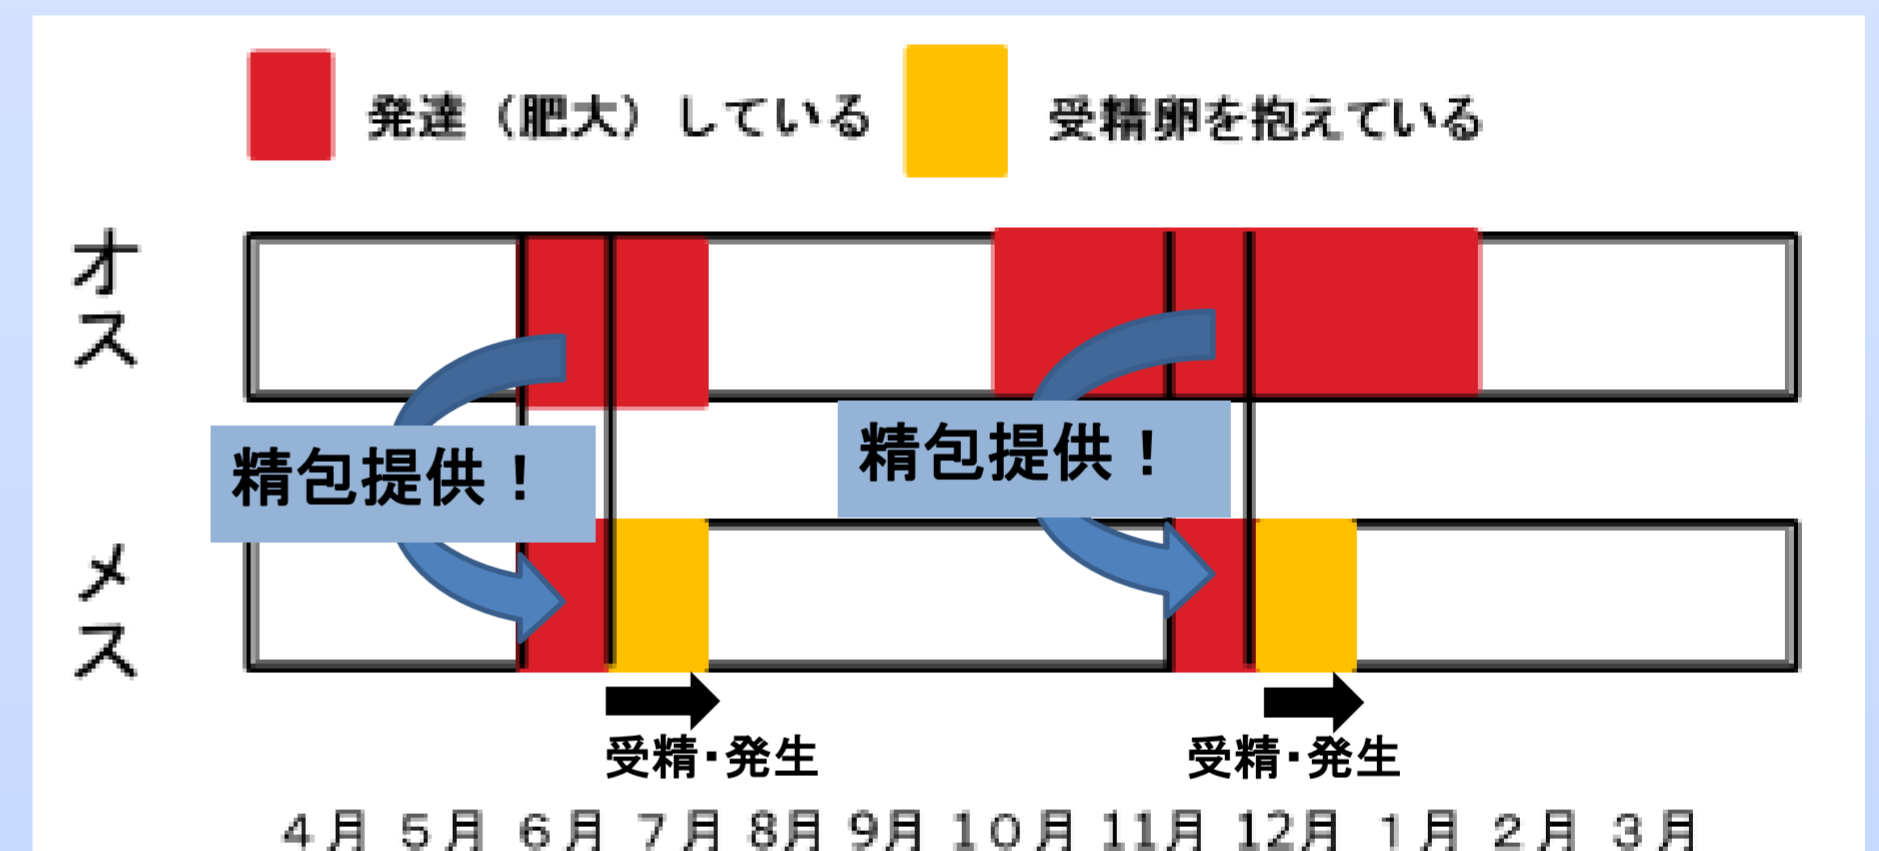 発達（肥大）している
受精卵を抱えている
オス
精包提供！
精包提供！
メス
受精・発生
受精・発生
4月 5月 6月 7月 8月 9月 10月 11月 12月 1月 2月 3月